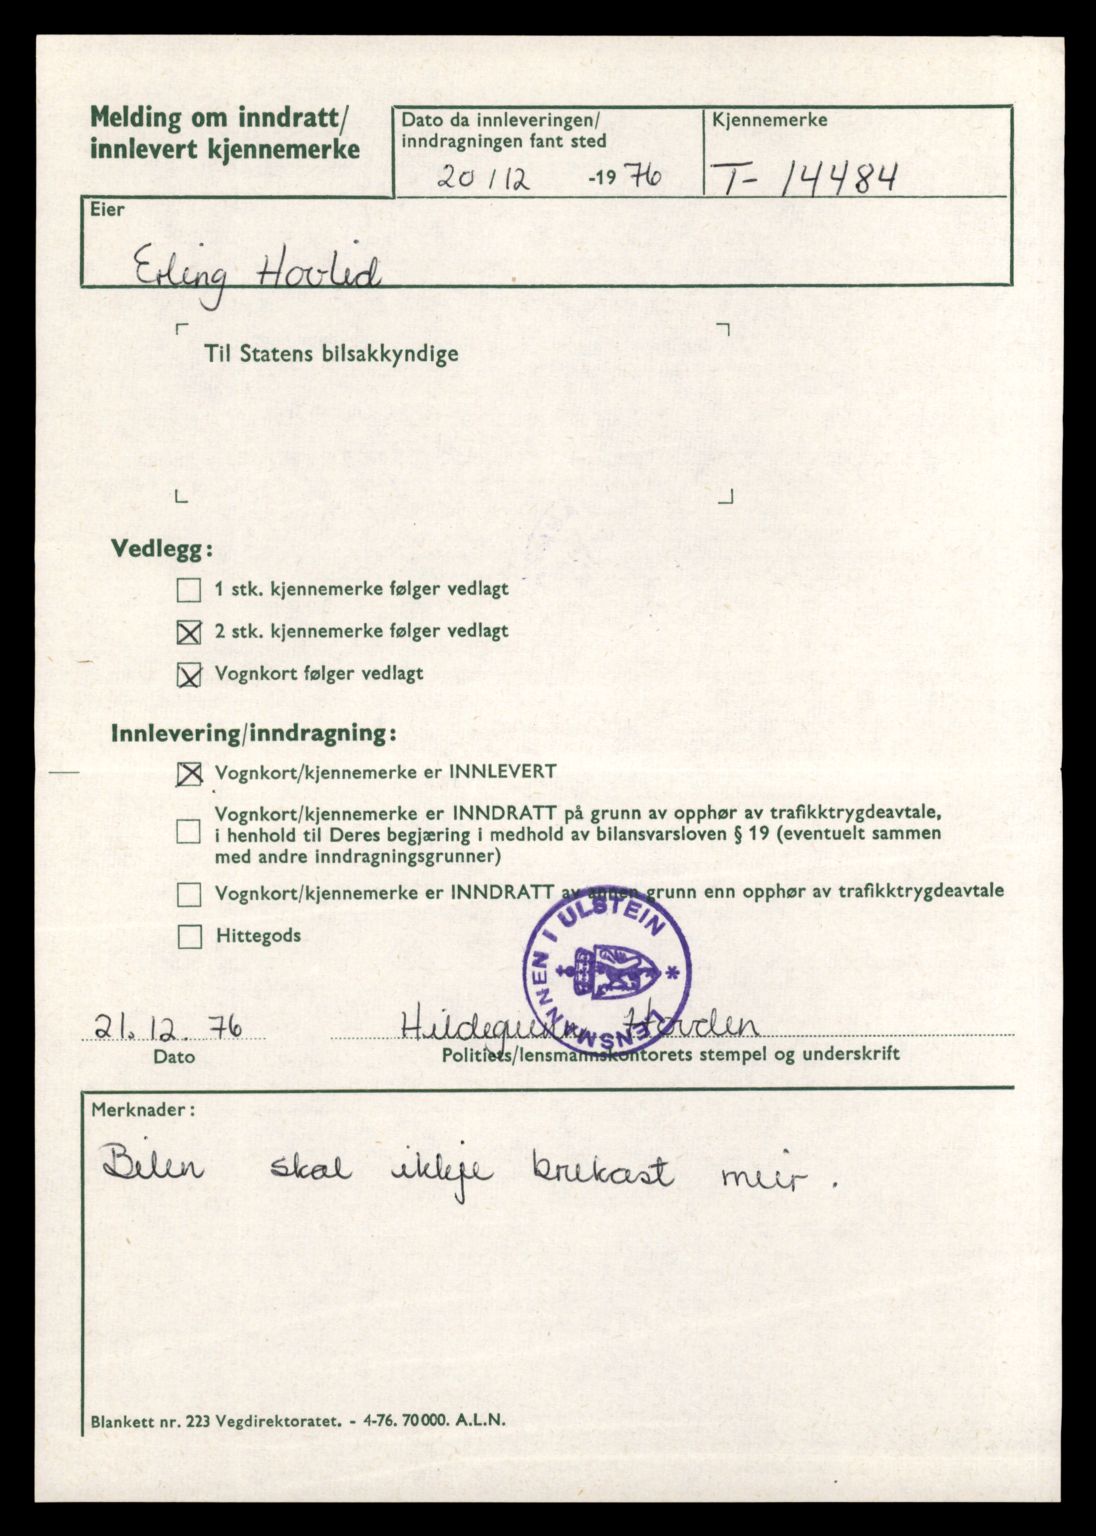 Melding om inndratt/
innlevert kjennemerke
Dato da innleveringen/
inndragningen fant sted
20/12 -1976
Kjennemerke
T- 14484
Eier
Erling Hovlid
Til Statens bilsakkyndige
Vedlegg:
1 stk. kjennemerke følger vedlagt
2 stk. kjennemerke følger vedlagt
Vognkort følger vedlagt
Innlevering/inndragning:
Vognkort/kjennemerke er INNLEVERT
Vognkort/kjennemerke er INNDRATT på grunn av opphør av trafikktrygdeavtale,
i henhold til Deres begjæring i medhold av bilansvarsloven § 19 (eventuelt sammen
med andre inndragningsgrunner)
Vognkort/kjennemerke er INNDRATT av annen grunn enn opphør av trafikktrygdeavtale
Hittegods
LENSMANNEN I ULSTEIN *
21.12.76
Hildegunn Hovden
Dato
Politiets/lensmannskontorets stempel og underskrift
Merknader:
Bilen skal ikkje brukast meir.
Blankett nr. 223 Vegdirektoratet. - 4-76. 70000. A.L.N.